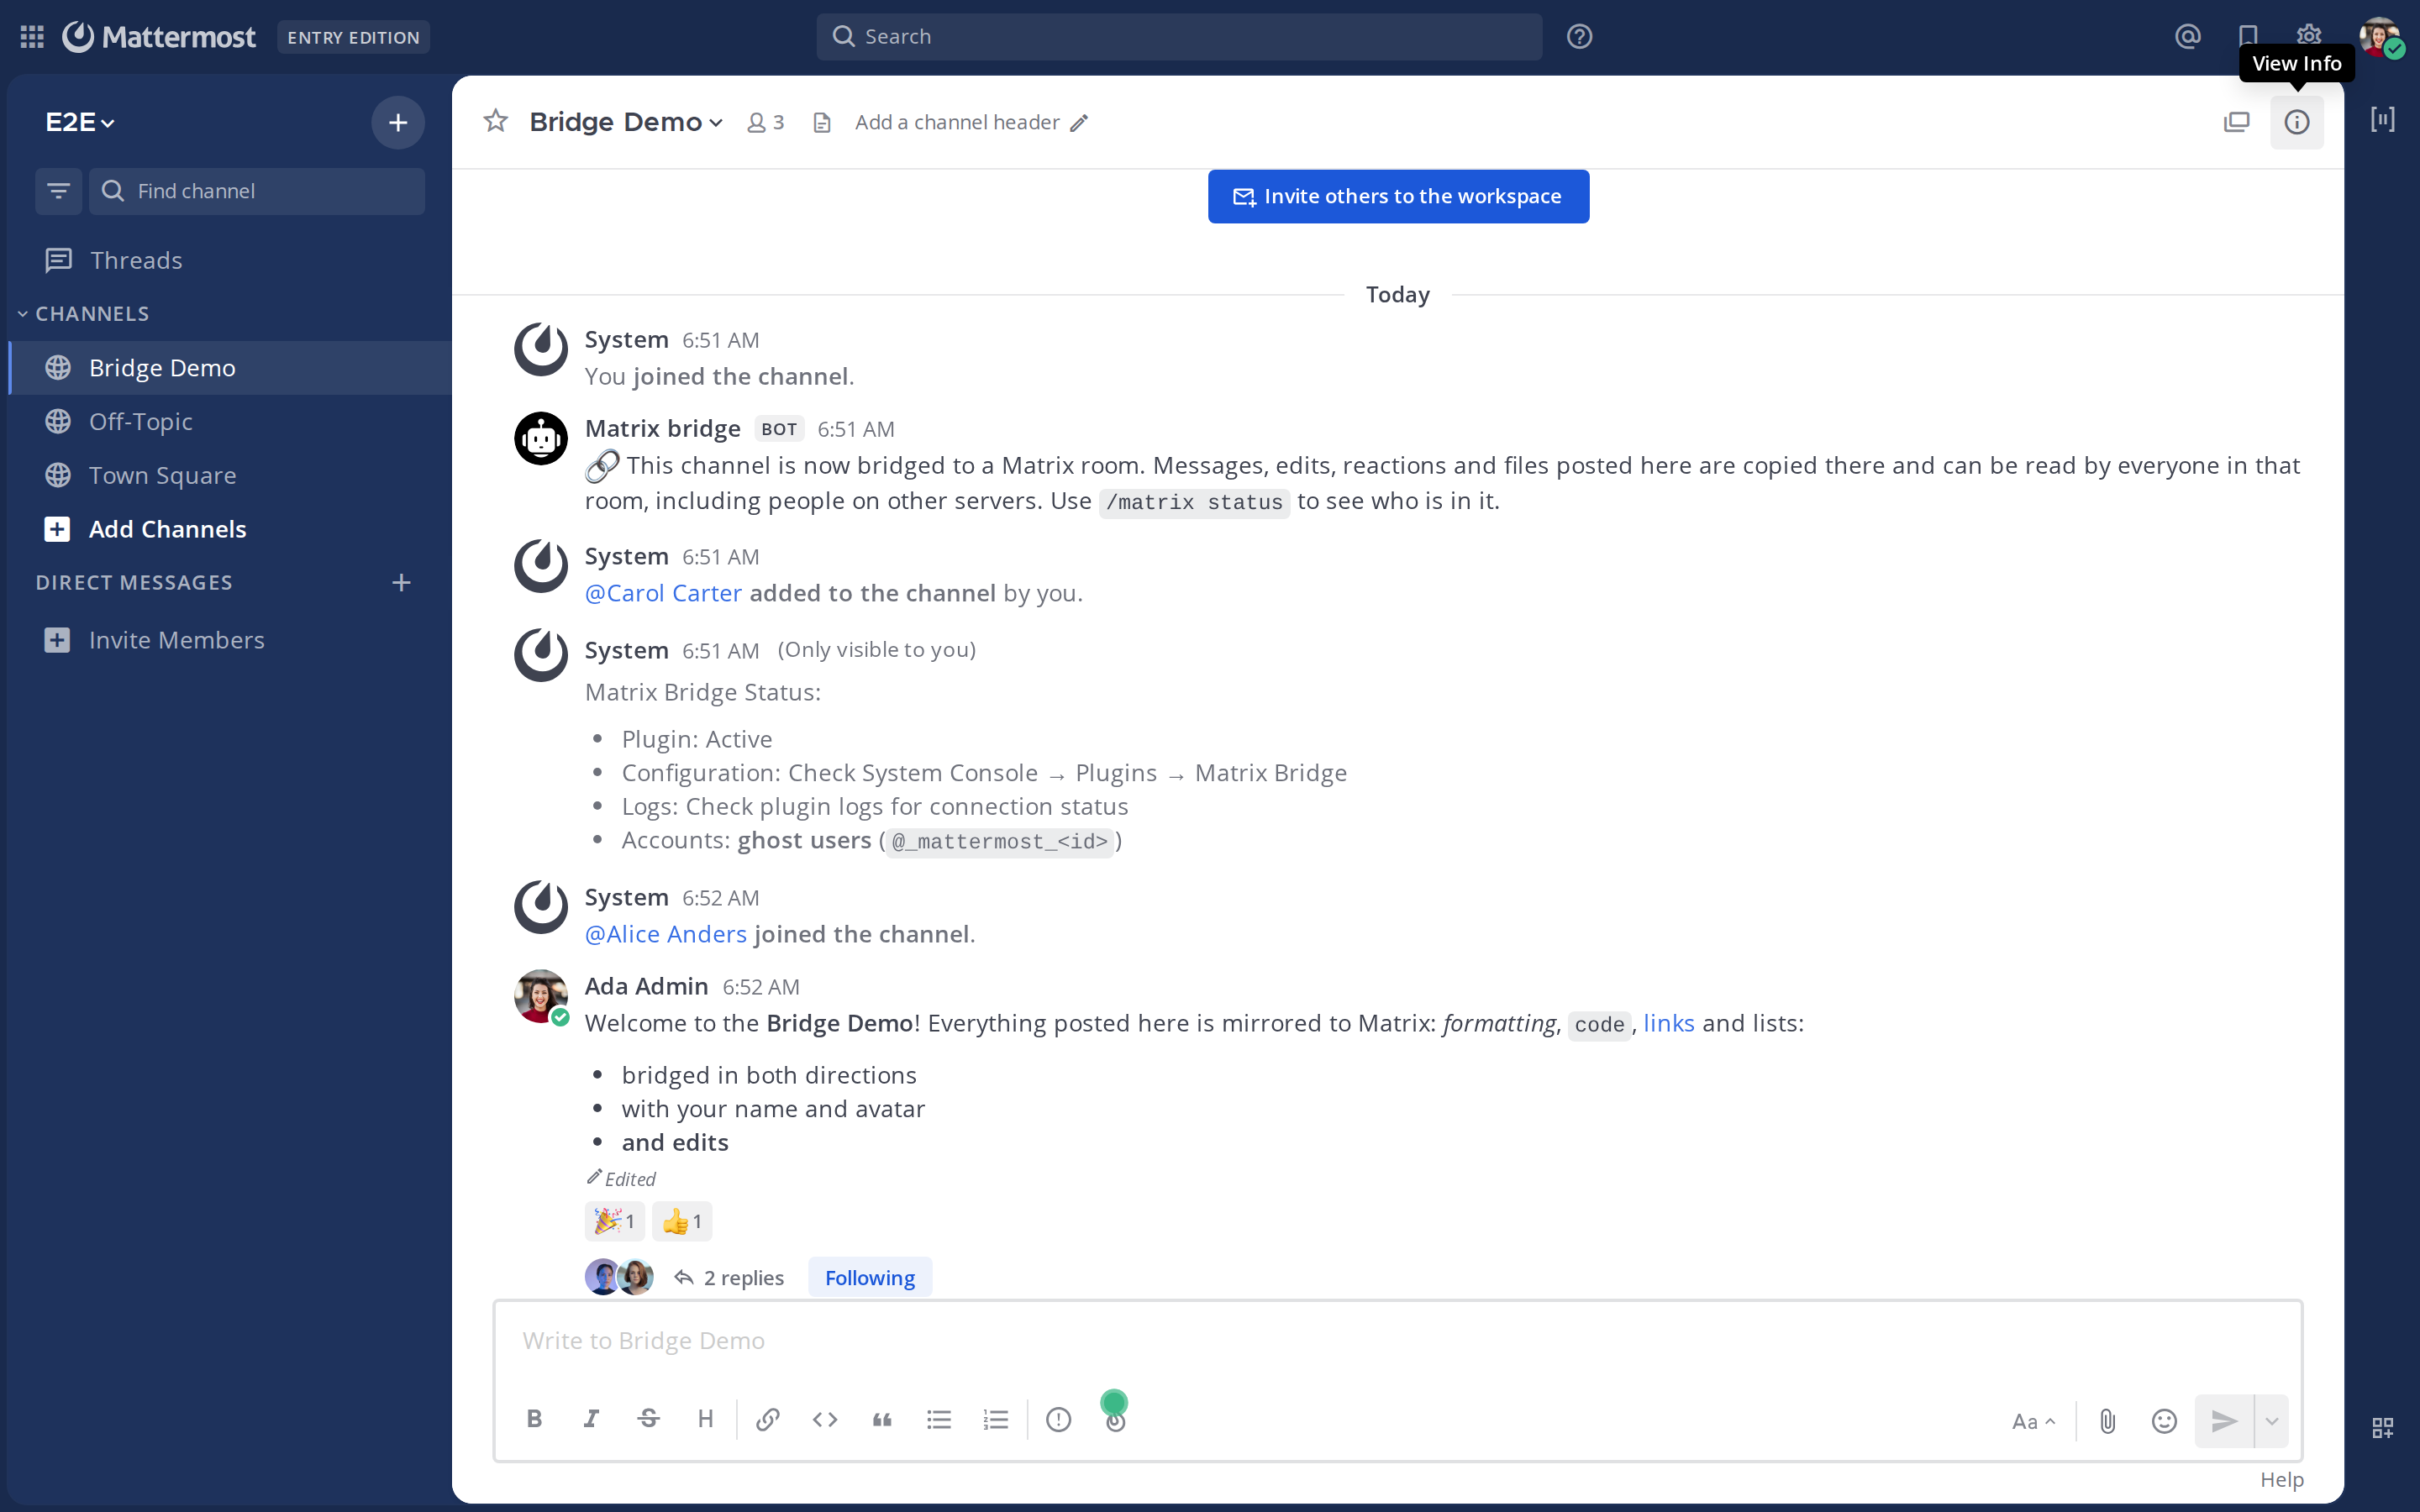 Mattermost ENTRY EDITION
Search
View Info
E2E
Find channel
Threads
CHANNELS
Bridge Demo
Off-Topic
Town Square
Add Channels
DIRECT MESSAGES
Invite Members
Bridge Demo 3 Add a channel header
Invite others to the workspace
Today
System 6:51 AM
You joined the channel.
Matrix bridge BOT 6:51 AM
This channel is now bridged to a Matrix room. Messages, edits, reactions and files posted here are copied there and can be read by everyone in that
room, including people on other servers. Use /matrix status to see who is in it.
System 6:51 AM
@Carol Carter added to the channel by you.
System 6:51 AM (Only visible to you)
Matrix Bridge Status:
• Plugin: Active
• Configuration: Check System Console → Plugins → Matrix Bridge
• Logs: Check plugin logs for connection status
• Accounts: ghost users (@_mattermost_<id>)
System 6:52 AM
@Alice Anders joined the channel.
Ada Admin 6:52 AM
Welcome to the Bridge Demo! Everything posted here is mirrored to Matrix: formatting, code, links and lists:
• bridged in both directions
• with your name and avatar
• and edits
Edited
🎉 1 👍 1
2 replies Following
Write to Bridge Demo
B I S H Aa
Help